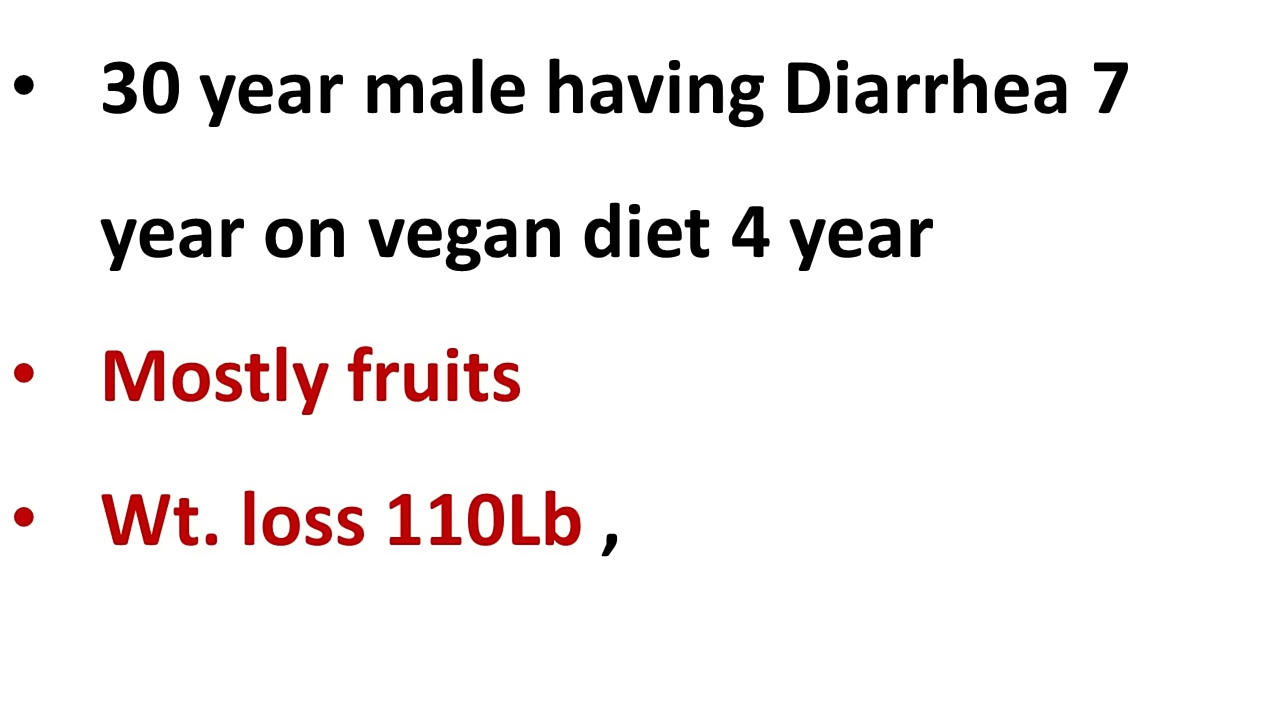 • 30 year male having Diarrhea 7
year on vegan diet 4 year
• Mostly fruits
• Wt. loss 110Lb ,